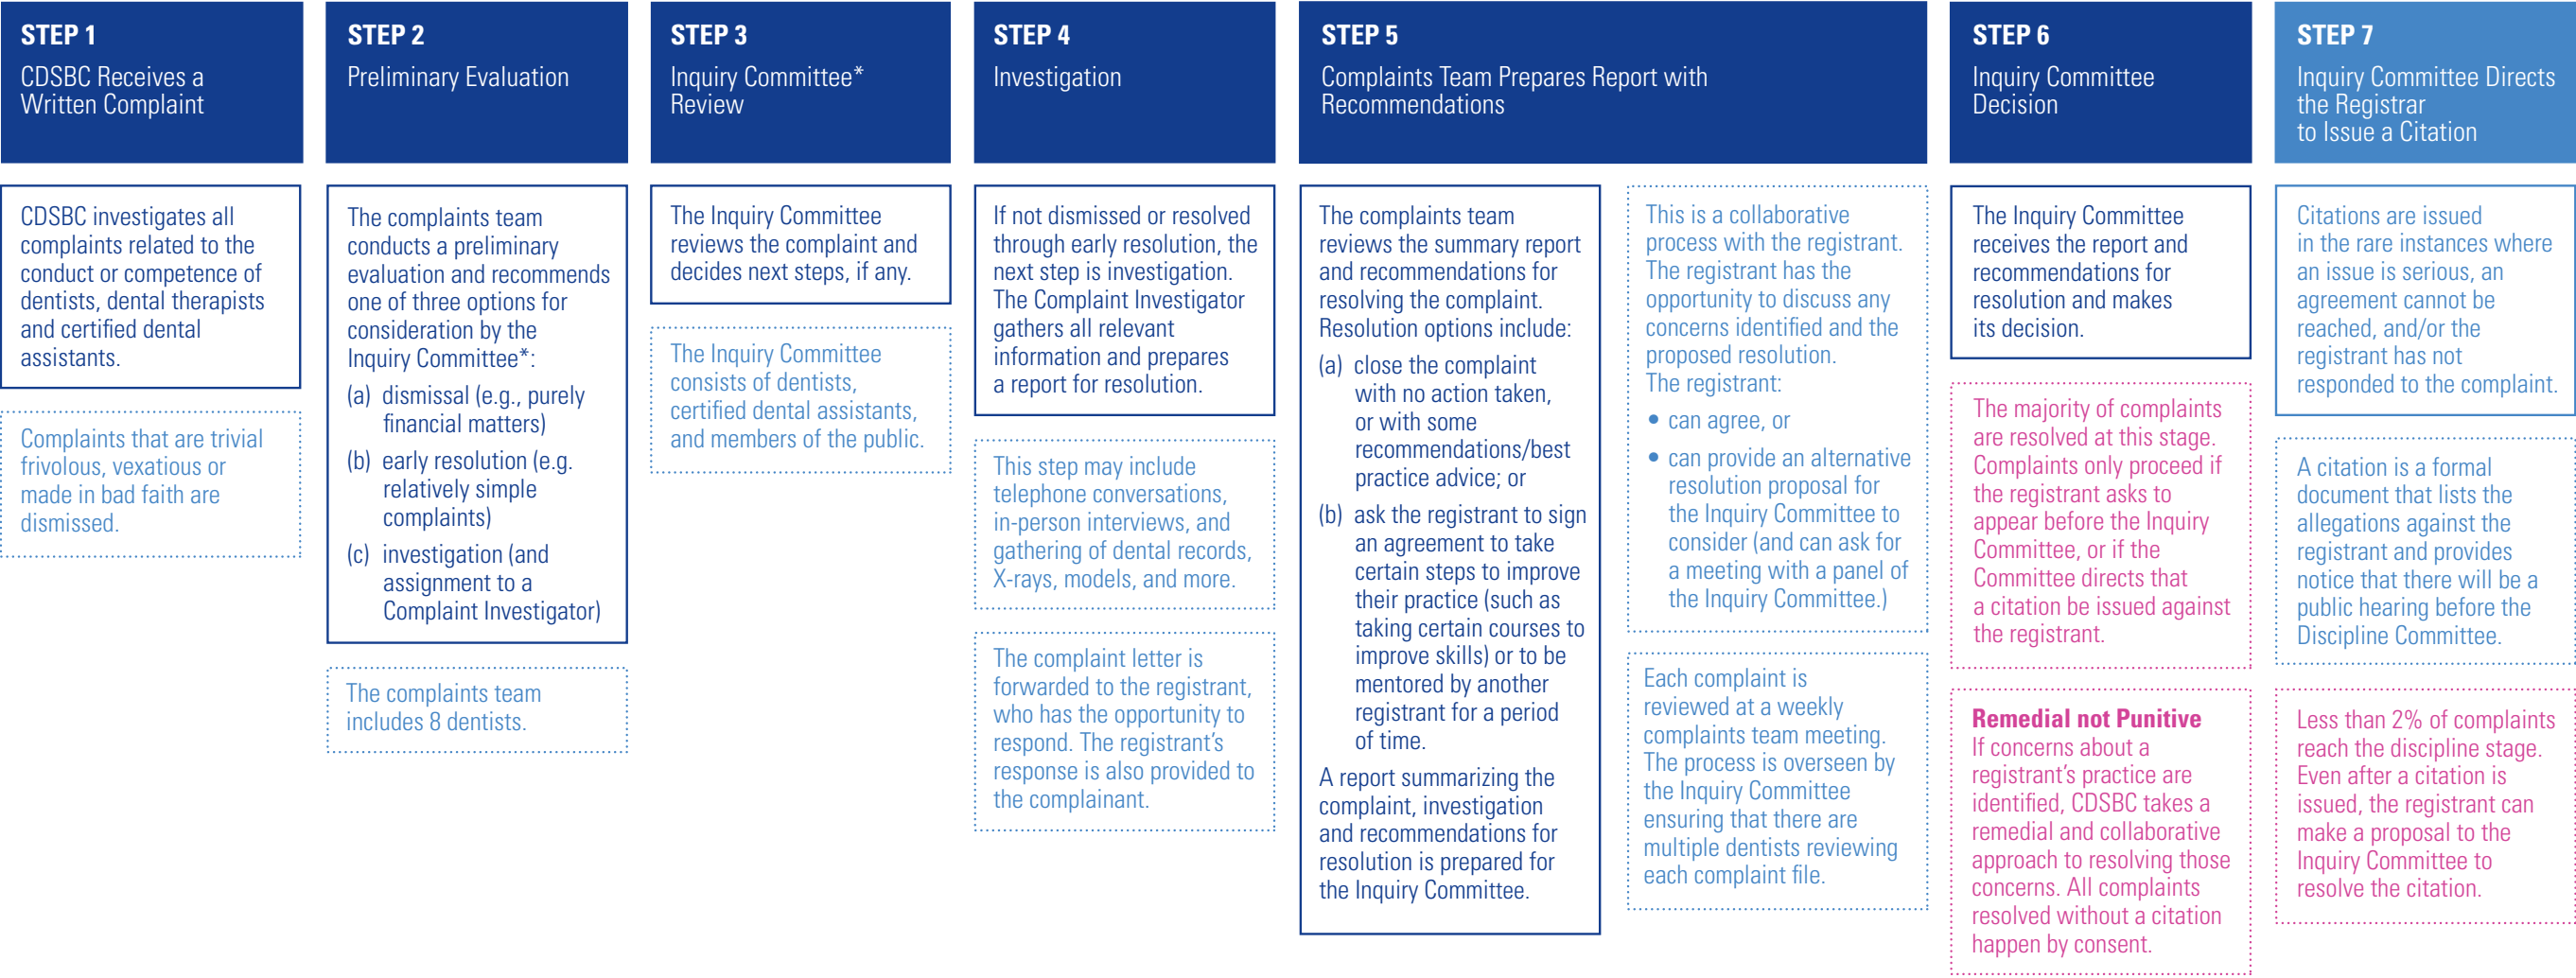 STEP 1
CDSBC Receives a
Written Complaint
CDSBC investigates all
complaints related to the
conduct or competence of
dentists, dental therapists
and certified dental
assistants.
Complaints that are trivial
frivolous, vexatious or
made in bad faith are
dismissed.
STEP 2
Preliminary Evaluation
The complaints team
conducts a preliminary
evaluation and recommends
one of three options for
consideration by the
Inquiry Committee*:
(a) dismissal (e.g., purely
financial matters)
(b) early resolution (e.g.
relatively simple
complaints)
(c) investigation (and
assignment to a
Complaint Investigator)
The complaints team
includes 8 dentists.
STEP 3
Inquiry Committee*
Review
The Inquiry Committee
reviews the complaint and
decides next steps, if any.
The Inquiry Committee
consists of dentists,
certified dental assistants,
and members of the public.
STEP 4
Investigation
If not dismissed or resolved
through early resolution, the
next step is investigation.
The Complaint Investigator
gathers all relevant
information and prepares
a report for resolution.
This step may include
telephone conversations,
in-person interviews, and
gathering of dental records,
X-rays, models, and more.
The complaint letter is
forwarded to the registrant,
who has the opportunity to
respond. The registrant's
response is also provided to
the complainant.
STEP 5
Complaints Team Prepares Report with
Recommendations
The complaints team
reviews the summary report
and recommendations for
resolving the complaint.
Resolution options include:
(a) close the complaint
with no action taken,
or with some
recommendations/best
practice advice; or
(b) ask the registrant to sign
an agreement to take
certain steps to improve
their practice (such as
taking certain courses to
improve skills) or to be
mentored by another
registrant for a period
of time.
A report summarizing the
complaint, investigation
and recommendations for
resolution is prepared for
the Inquiry Committee.
This is a collaborative
process with the registrant.
The registrant has the
opportunity to discuss any
concerns identified and the
proposed resolution.
The registrant:
• can agree, or
• can provide an alternative
resolution proposal for
the Inquiry Committee to
consider (and can ask for
a meeting with a panel of
the Inquiry Committee.)
Each complaint is
reviewed at a weekly
complaints team meeting.
The process is overseen by
the Inquiry Committee
ensuring that there are
multiple dentists reviewing
each complaint file.
STEP 6
Inquiry Committee
Decision
The Inquiry Committee
receives the report and
recommendations for
resolution and makes
its decision.
The majority of complaints
are resolved at this stage.
Complaints only proceed if
the registrant asks to
appear before the Inquiry
Committee, or if the
Committee directs that
a citation be issued against
the registrant.
Remedial not Punitive
If concerns about a
registrant's practice are
identified, CDSBC takes a
remedial and collaborative
approach to resolving those
concerns. All complaints
resolved without a citation
happen by consent.
STEP 7
Inquiry Committee Directs
the Registrar
to Issue a Citation
Citations are issued
in the rare instances where
an issue is serious, an
agreement cannot be
reached, and/or the
registrant has not
responded to the complaint.
A citation is a formal
document that lists the
allegations against the
registrant and provides
notice that there will be a
public hearing before the
Discipline Committee.
Less than 2% of complaints
reach the discipline stage.
Even after a citation is
issued, the registrant can
make a proposal to the
Inquiry Committee to
resolve the citation.